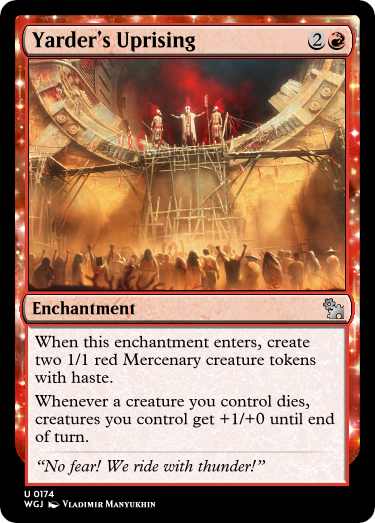 Yarder's Uprising 2
Enchantment
When this enchantment enters, create
two 1/1 red Mercenary creature tokens
with haste.
Whenever a creature you control dies,
creatures you control get +1/+0 until end
of turn.
“No fear! We ride with thunder!”
U 0174
WGJ Vladimir Manyukhin